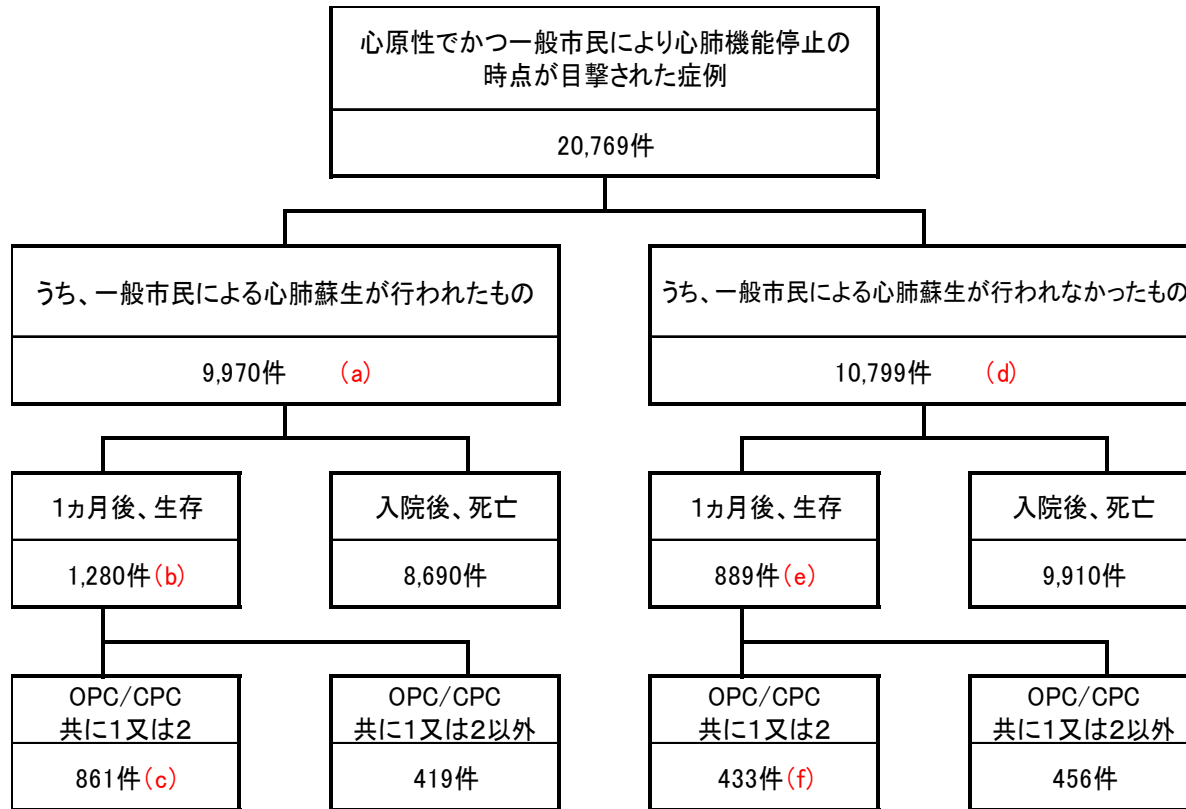 心原性でかつ一般市民により心肺機能停止の
時点が目撃された症例
20,769件
うち、一般市民による心肺蘇生が行われたもの
うち、一般市民による心肺蘇生が行われなかったもの
9,970件 (a)
10,799件 (d)
1ヵ月後、生存
入院後、死亡
1ヵ月後、生存
入院後、死亡
1,280件(b)
8,690件
889件(e)
9,910件
OPC/CPC
共に1又は2
OPC/CPC
共に1又は2以外
OPC/CPC
共に1又は2
OPC/CPC
共に1又は2以外
861件(c)
419件
433件(f)
456件